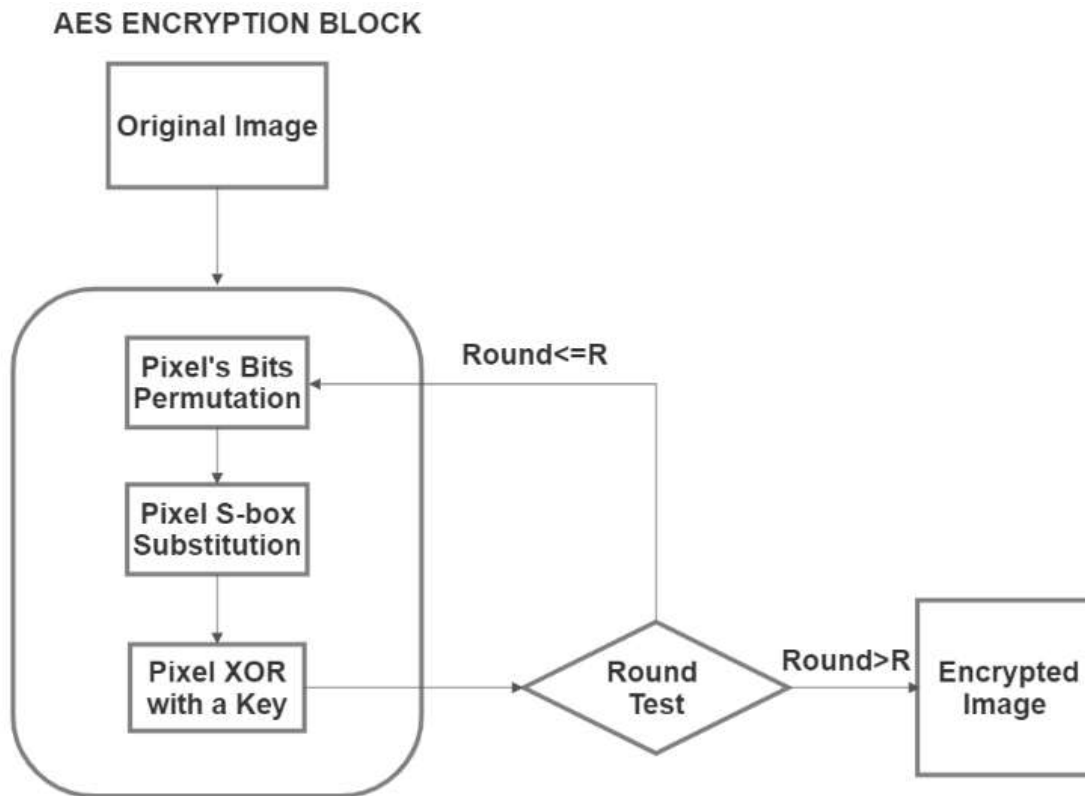 AES ENCRYPTION BLOCK
Original Image
Pixel's Bits
Permutation
Round<=R
Pixel S-box
Substitution
Pixel XOR
with a Key
Round
Test
Round>R
Encrypted
Image